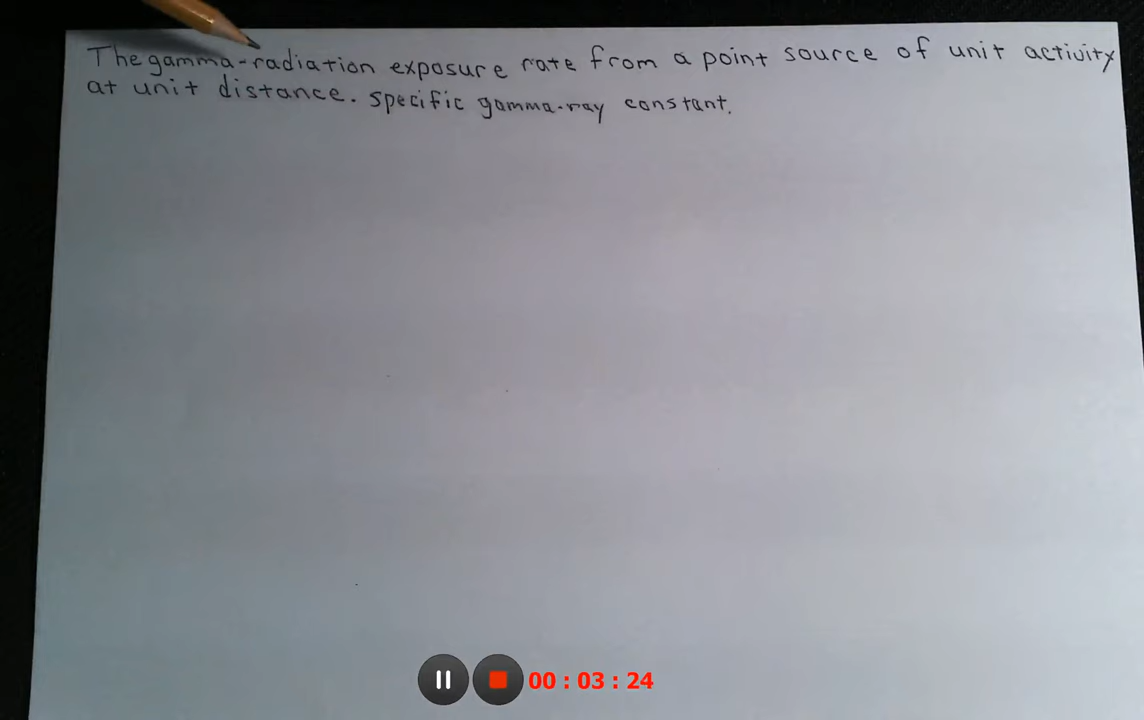 The gamma-radiation exposure rate from a point source of unit activity
at unit distance. specific gamma-ray constant.
00 : 03 : 24